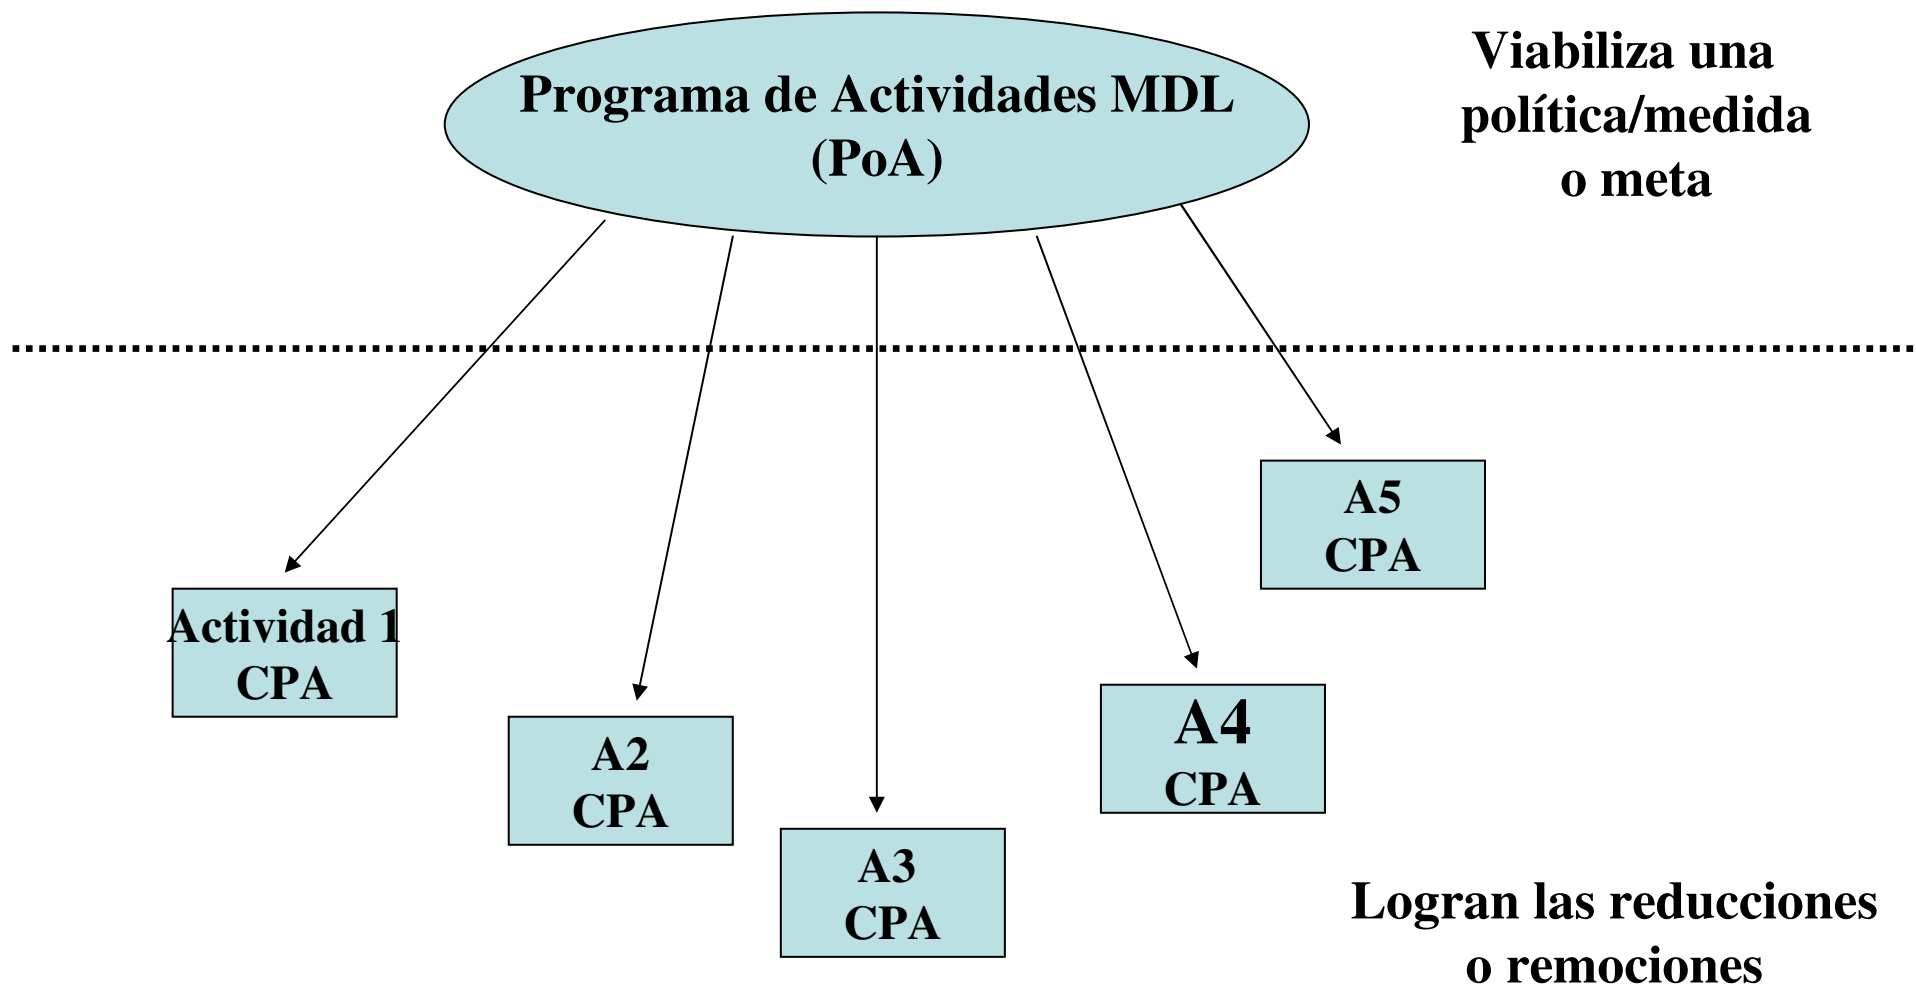 Programa de Actividades MDL
(PoA)
Viabiliza una
política/medida
o meta
Actividad 1
CPA
A2
CPA
A3
CPA
A4
CPA
A5
CPA
Logran las reducciones
o remociones